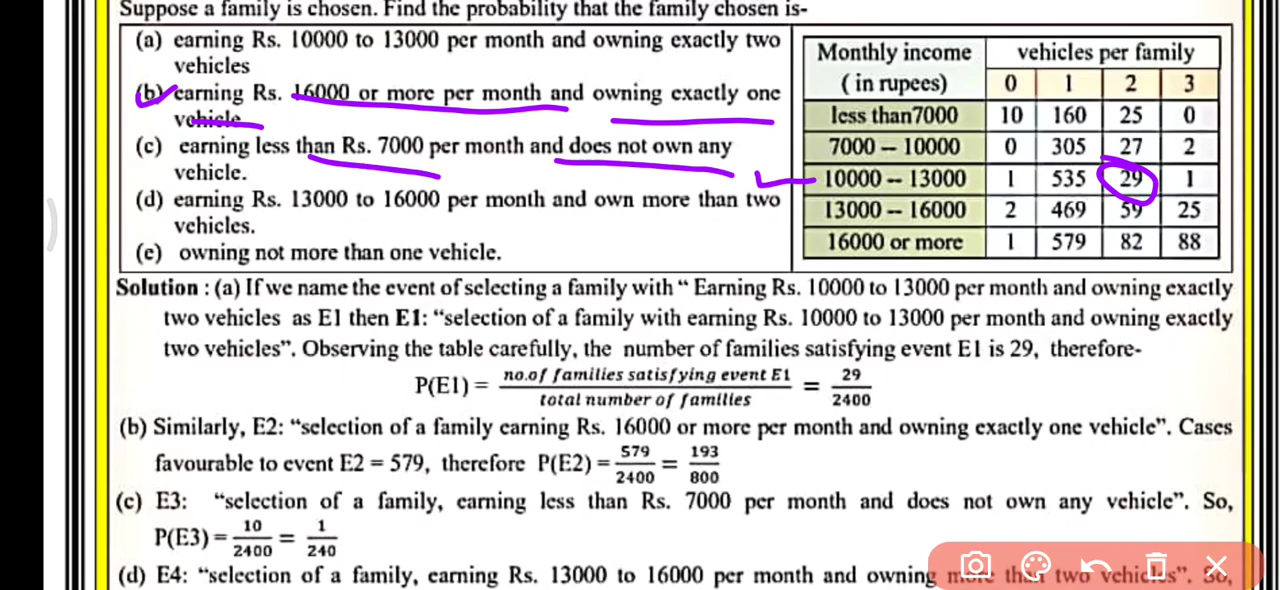 Suppose a family is chosen. Find the probability that the family chosen is-
(a) earning Rs. 10000 to 13000 per month and owning exactly two
vehicles
(b) earning Rs. 16000 or more per month and owning exactly one
vehicle.
(c) earning less than Rs. 7000 per month and does not own any
vehicle.
(d) earning Rs. 13000 to 16000 per month and own more than two
vehicles.
(e) owning not more than one vehicle.
Monthly income vehicles per family
( in rupees) 0 1 2 3
less than7000 10 160 25 0
7000 – 10000 0 305 27 2
10000 -- 13000 1 535 29 1
13000 – 16000 2 469 59 25
16000 or more 1 579 82 88
Solution : (a) If we name the event of selecting a family with “ Earning Rs. 10000 to 13000 per month and owning exactly
two vehicles as E1 then E1: “selection of a family with earning Rs. 10000 to 13000 per month and owning exactly
two vehicles”. Observing the table carefully, the number of families satisfying event E1 is 29, therefore-
P(E1) = no.of families satisfying event E1 / total number of families = 29 / 2400
(b) Similarly, E2: “selection of a family earning Rs. 16000 or more per month and owning exactly one vehicle”. Cases
favourable to event E2 = 579, therefore P(E2) = 579 / 2400 = 193 / 800
(c) E3: “selection of a family, earning less than Rs. 7000 per month and does not own any vehicle”. So,
P(E3) = 10 / 2400 = 1 / 240
(d) E4: “selection of a family, earning Rs. 13000 to 16000 per month and owning more than two vehicles”. So,